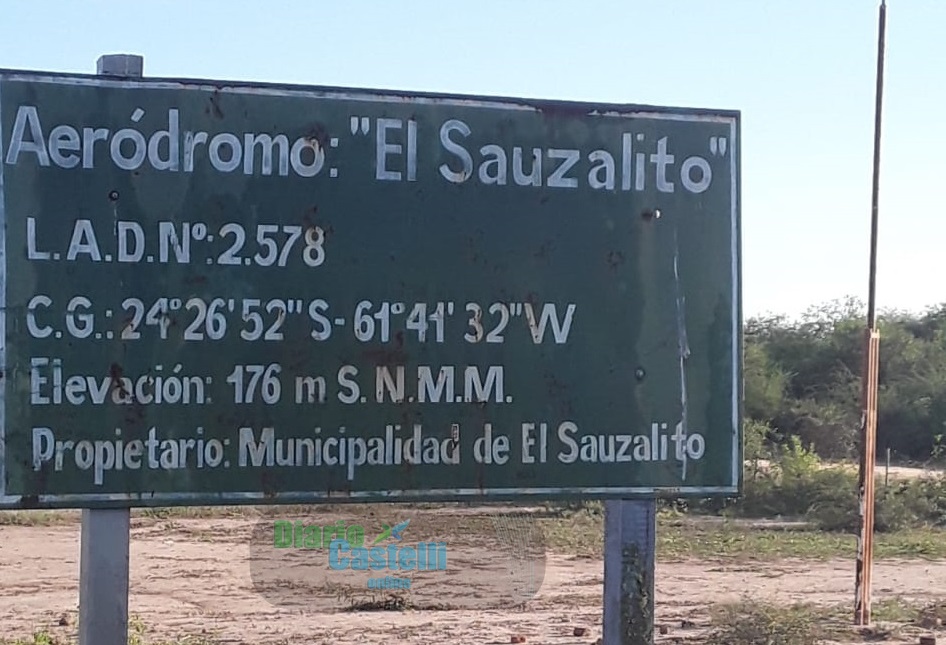 Aeródromo: "El Sauzalito"
L.A.D.Nº:2.578
C.G.: 24°26'52"S-61°41'32"W
Elevación: 176 m S.N.M.M.
Propietario: Municipalidad de El Sauzalito
Diario
Castelli
online